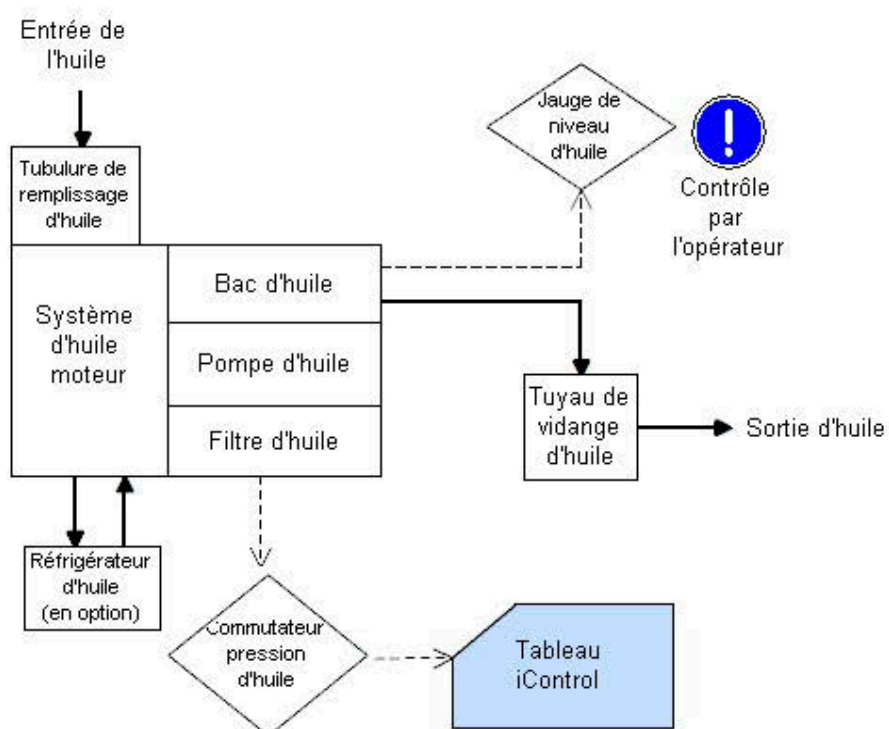 Entrée de
l'huile
Tubulure de
remplissage
d'huile
Jauge de
niveau
d'huile
Contrôle
par
l'opérateur
Système
d'huile
moteur
Bac d'huile
Pompe d'huile
Filtre d'huile
Tuyau de
vidange
d'huile
Sortie d'huile
Réfrigérateur
d'huile
(en option)
Commutateur
pression
d'huile
Tableau
iControl